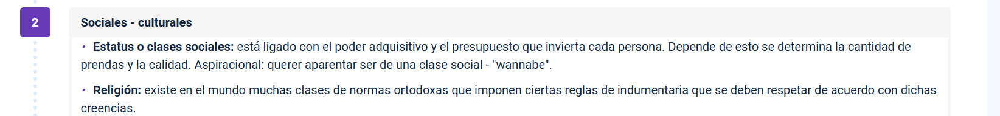 2
Sociales - culturales
• Estatus o clases sociales: está ligado con el poder adquisitivo y el presupuesto que invierta cada persona. Depende de esto se determina la cantidad de
prendas y la calidad. Aspiracional: querer aparentar ser de una clase social - "wannabe".
• Religión: existe en el mundo muchas clases de normas ortodoxas que imponen ciertas reglas de indumentaria que se deben respetar de acuerdo con dichas
creencias.